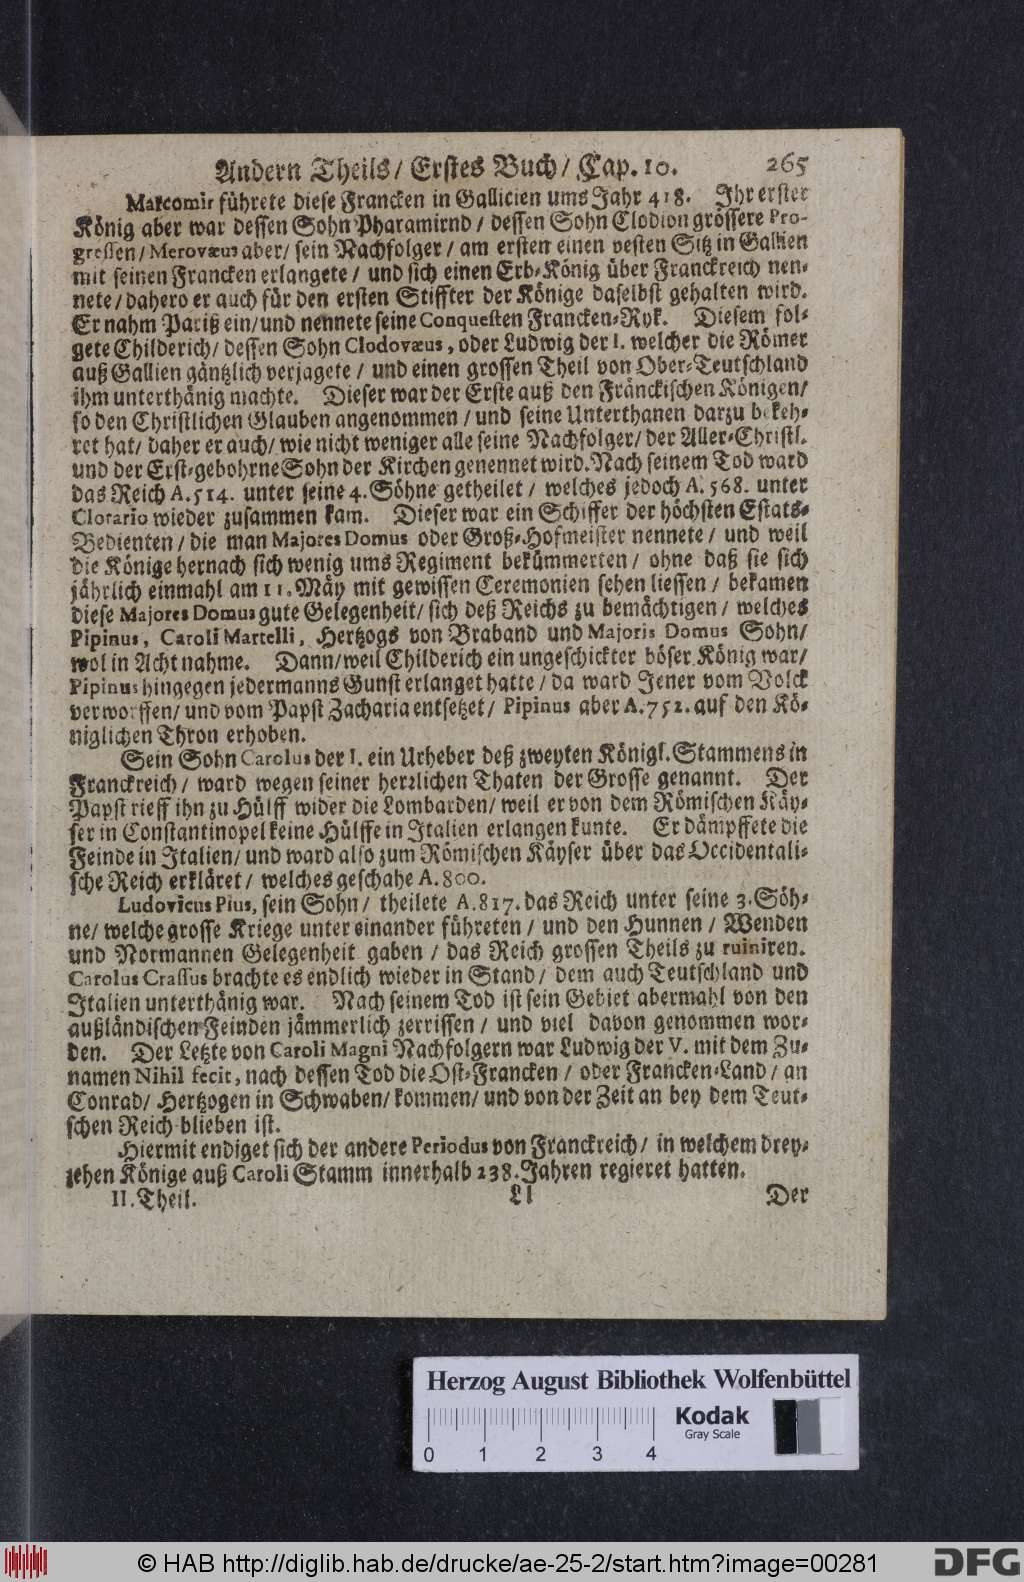 Andern Theils/ Erstes Buch/ Cap. 10. 265
Marcomir führete diese Francken in Gallicien ums Jahr 418. Ihr erster
König aber war dessen Sohn Pharamirnd/ dessen Sohn Clodion grössere Pro-
gressen/ Merovæus aber/ sein Nachfolger/ am ersten einen vesten Sitz in Gallien
mit seinen Francken erlangete/ und sich einen Erb-König über Franckreich nen-
nete/ dahero er auch für den ersten Stiffter der Könige daselbst gehalten wird.
Er nahm Pariß ein/ und nennete seine Conquesten Francken-Ryk. Diesem fol-
gete Childerich/ dessen Sohn Clodovæus, oder Ludwig der I. welcher die Römer
auß Gallien gäntzlich verjagete/ und einen grossen Theil von Ober-Teutschland
ihm unterthänig machte. Dieser war der Erste auß den Fränckischen Königen/
so den Christlichen Glauben angenommen/ und seine Unterthanen darzu bekeh-
ret hat/ daher er auch/ wie nicht weniger alle seine Nachfolger/ der Aller-Christl.
und der Erst-gebohrne Sohn der Kirchen genennet wird. Nach seinem Tod ward
das Reich A. 514. unter seine 4. Söhne getheilet/ welches jedoch A. 568. unter
Clotario wieder zusammen kam. Dieser war ein Schiffer der höchsten Estats-
Bedienten/ die man Majores Domus oder Groß-Hofmeister nennete/ und weil
die Könige hernach sich wenig ums Regiment bekümmerten/ ohne daß sie sich
jährlich einmahl am 11. Mäy mit gewissen Ceremonien sehen liessen/ bekamen
diese Majores Domus gute Gelegenheit/ sich deß Reichs zu bemächtigen/ welches
Pipinus, Caroli Martelli, Hertzogs von Braband und Majoris Domus Sohn/
wol in Acht nahme. Dann/ weil Childerich ein ungeschickter böser König war/
Pipinus hingegen jedermanns Gunst erlanget hatte/ da ward Jener vom Volck
verworffen/ und vom Papst Zacharia entsetzet/ Pipinus aber A. 752. auf den Kö-
niglichen Thron erhoben.
Sein Sohn Carolus der I. ein Urheber deß zweyten Königl. Stammens in
Franckreich/ ward wegen seiner herrlichen Thaten der Grosse genannt. Der
Papst rieff ihn zu Hülff wider die Lombarden/ weil er von dem Römischen Käy-
ser in Constantinopel keine Hülffe in Italien erlangen kunte. Er dämpffete die
Feinde in Italien/ und ward also zum Römischen Käyser über das Occidentali-
sche Reich erkläret/ welches geschahe A. 800.
Ludovicus Pius, sein Sohn/ theilete A. 817. das Reich unter seine 3. Söh-
ne/ welche grosse Kriege unter einander führeten/ und den Hunnen/ Wenden
und Normannen Gelegenheit gaben/ das Reich grossen Theils zu ruiniren.
Carolus Crassus brachte es endlich wieder in Stand/ dem auch Teutschland und
Italien unterthänig war. Nach seinem Tod ist sein Gebiet abermahl von den
außländischen Feinden jämmerlich zerrissen/ und viel davon genommen wor-
den. Der Letzte von Caroli Magni Nachfolgern war Ludwig der V. mit dem Zu-
namen Nihil fecit, nach dessen Tod die Ost-Francken/ oder Francken-Land/ an
Conrad/ Hertzogen in Schwaben/ kommen/ und von der Zeit an bey dem Teut-
schen Reich blieben ist.
Hiermit endiget sich der andere Periodus von Franckreich/ in welchem drey-
zehen Könige auß Caroli Stamm innerhalb 238. Jahren regieret hatten.
II. Theil. Ll Der
Herzog August Bibliothek Wolfenbüttel
Kodak
Gray Scale
0 1 2 3 4
© HAB http://diglib.hab.de/drucke/ae-25-2/start.htm?image=00281
DFG